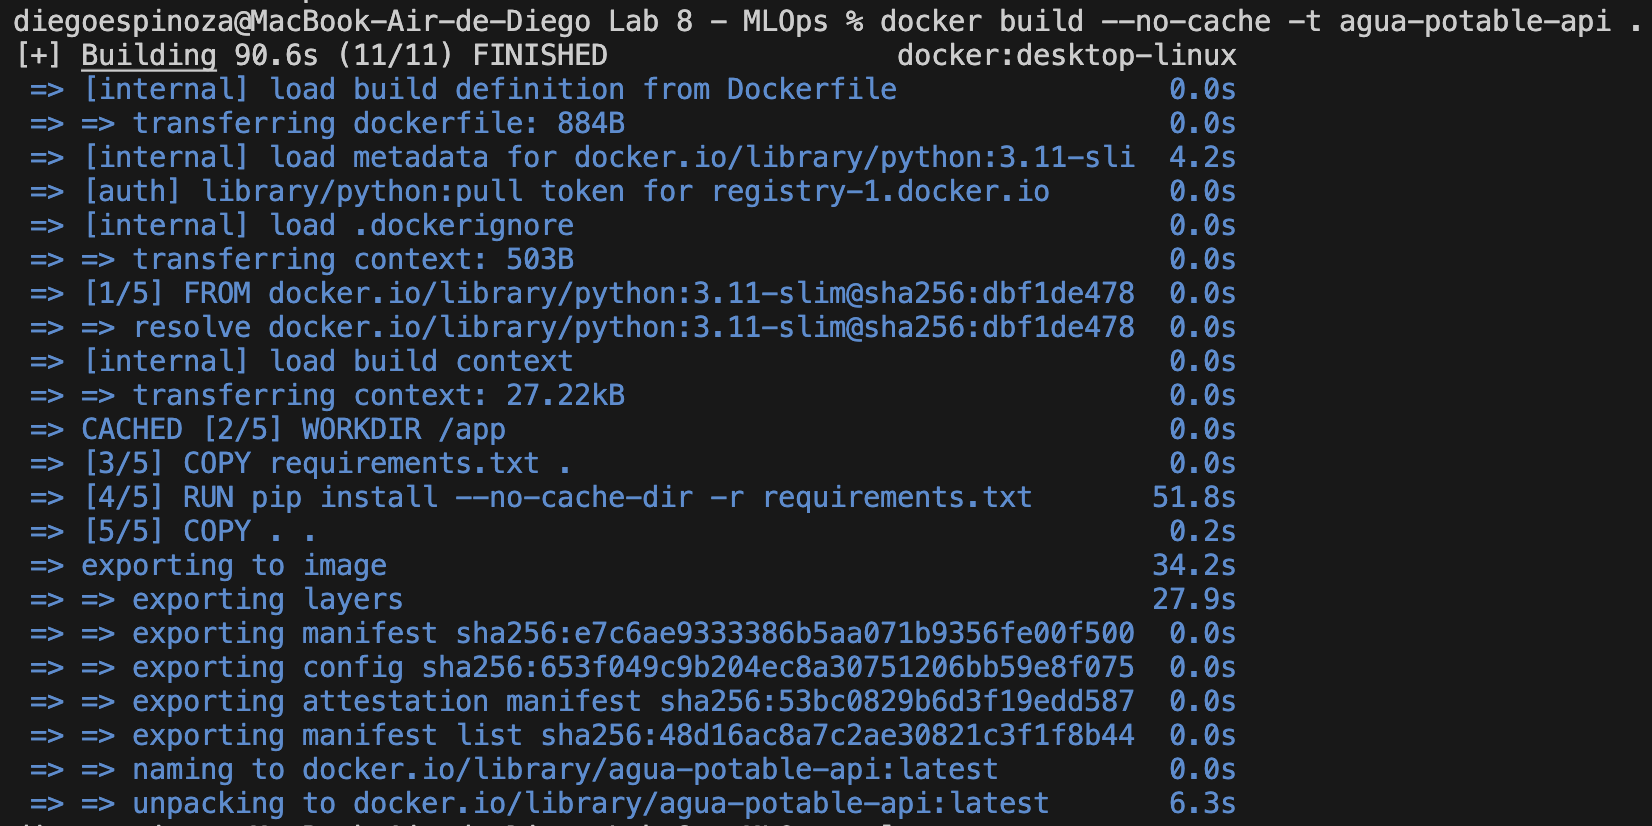 diegoespinoza@MacBook-Air-de-Diego Lab 8 - MLOps % docker build --no-cache -t agua-potable-api .
[+] Building 90.6s (11/11) FINISHED docker:desktop-linux
=> [internal] load build definition from Dockerfile 0.0s
=> => transferring dockerfile: 884B 0.0s
=> [internal] load metadata for docker.io/library/python:3.11-sli 4.2s
=> [auth] library/python:pull token for registry-1.docker.io 0.0s
=> [internal] load .dockerignore 0.0s
=> => transferring context: 503B 0.0s
=> [1/5] FROM docker.io/library/python:3.11-slim@sha256:dbf1de478 0.0s
=> => resolve docker.io/library/python:3.11-slim@sha256:dbf1de478 0.0s
=> [internal] load build context 0.0s
=> => transferring context: 27.22kB 0.0s
=> CACHED [2/5] WORKDIR /app 0.0s
=> [3/5] COPY requirements.txt . 0.0s
=> [4/5] RUN pip install --no-cache-dir -r requirements.txt 51.8s
=> [5/5] COPY . . 0.2s
=> exporting to image 34.2s
=> => exporting layers 27.9s
=> => exporting manifest sha256:e7c6ae9333386b5aa071b9356fe00f500 0.0s
=> => exporting config sha256:653f049c9b204ec8a30751206bb59e8f075 0.0s
=> => exporting attestation manifest sha256:53bc0829b6d3f19edd587 0.0s
=> => exporting manifest list sha256:48d16ac8a7c2ae30821c3f1f8b44 0.0s
=> => naming to docker.io/library/agua-potable-api:latest 0.0s
=> => unpacking to docker.io/library/agua-potable-api:latest 6.3s